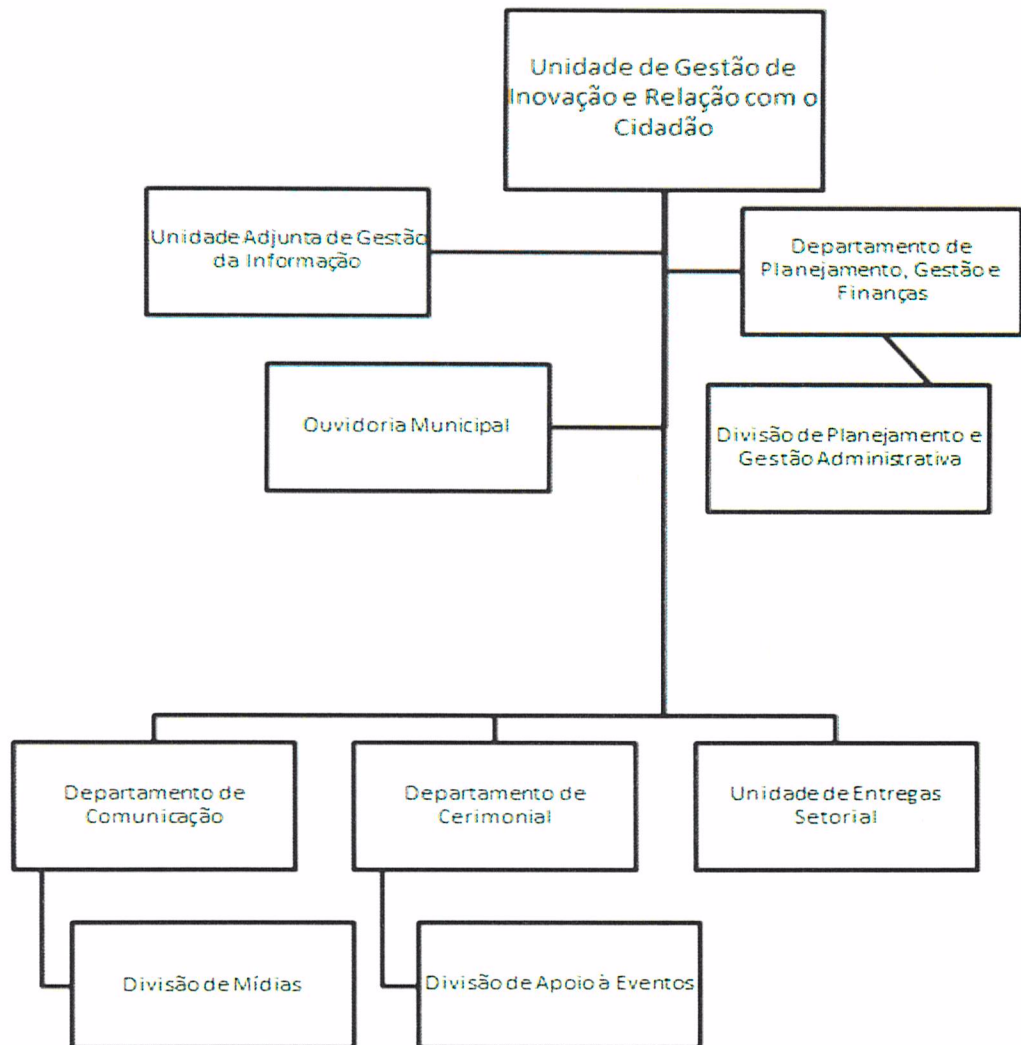 Unidade de Gestão de
Inovação e Relação com o
Cidadão
Unidade Adjunta de Gestão
da Informação
Departamento de
Planejamento, Gestão e
Finanças
Ouvidoria Municipal
Divisão de Planejamento e
Gestão Administrativa
Departamento de
Comunicação
Departamento de
Cerimonial
Unidade de Entregas
Setorial
Divisão de Mídias
Divisão de Apoio à Eventos